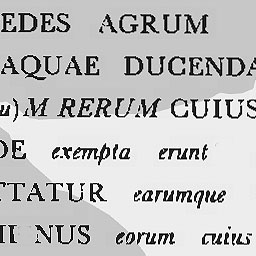 EDES AGRUM
AQUAE DUCENDA
u)M RERUM CUIUS
DE exempta erunt
TTATUR earumque
NUS eorum cuius